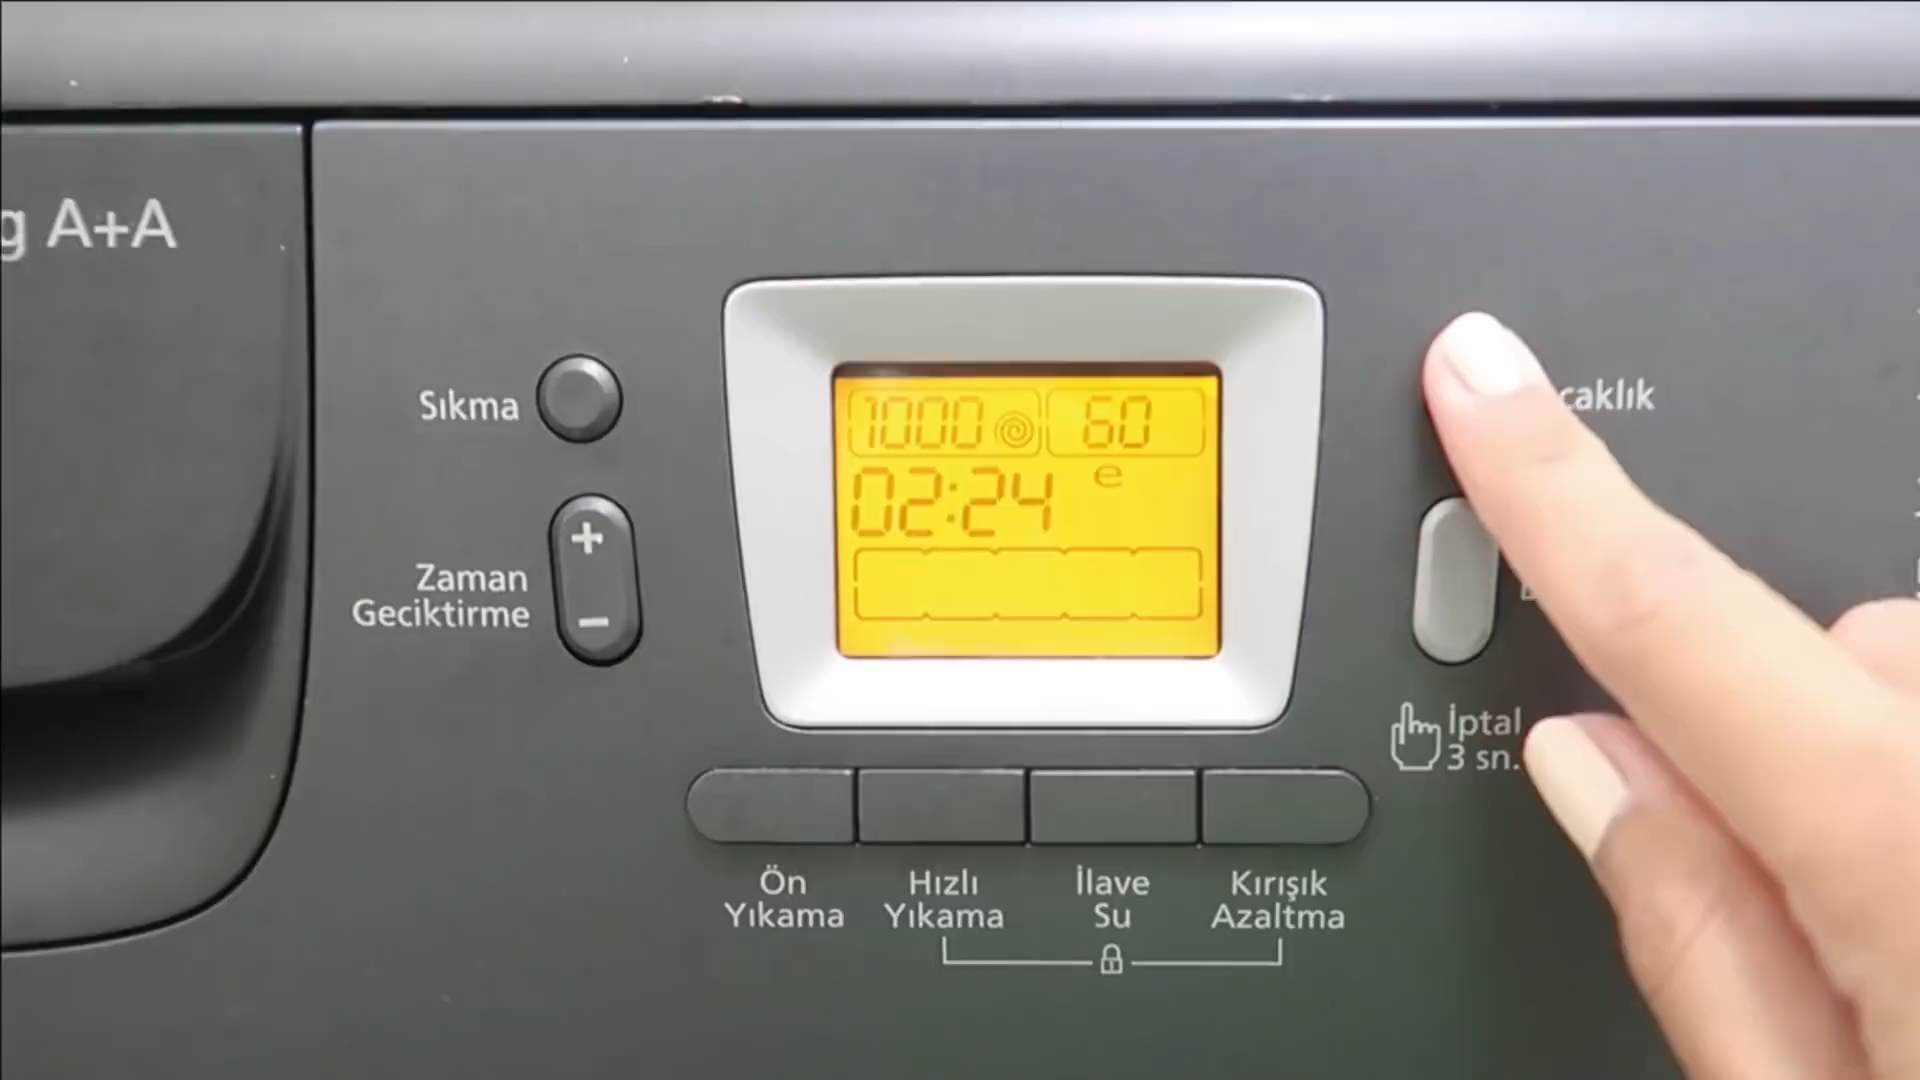 g A+A
Sıkma
1000 60
02:24 e
caklık
+
Zaman
Geciktirme
−
İptal
3 sn.
Ön
Yıkama
Hızlı
Yıkama
İlave
Su
Kırışık
Azaltma